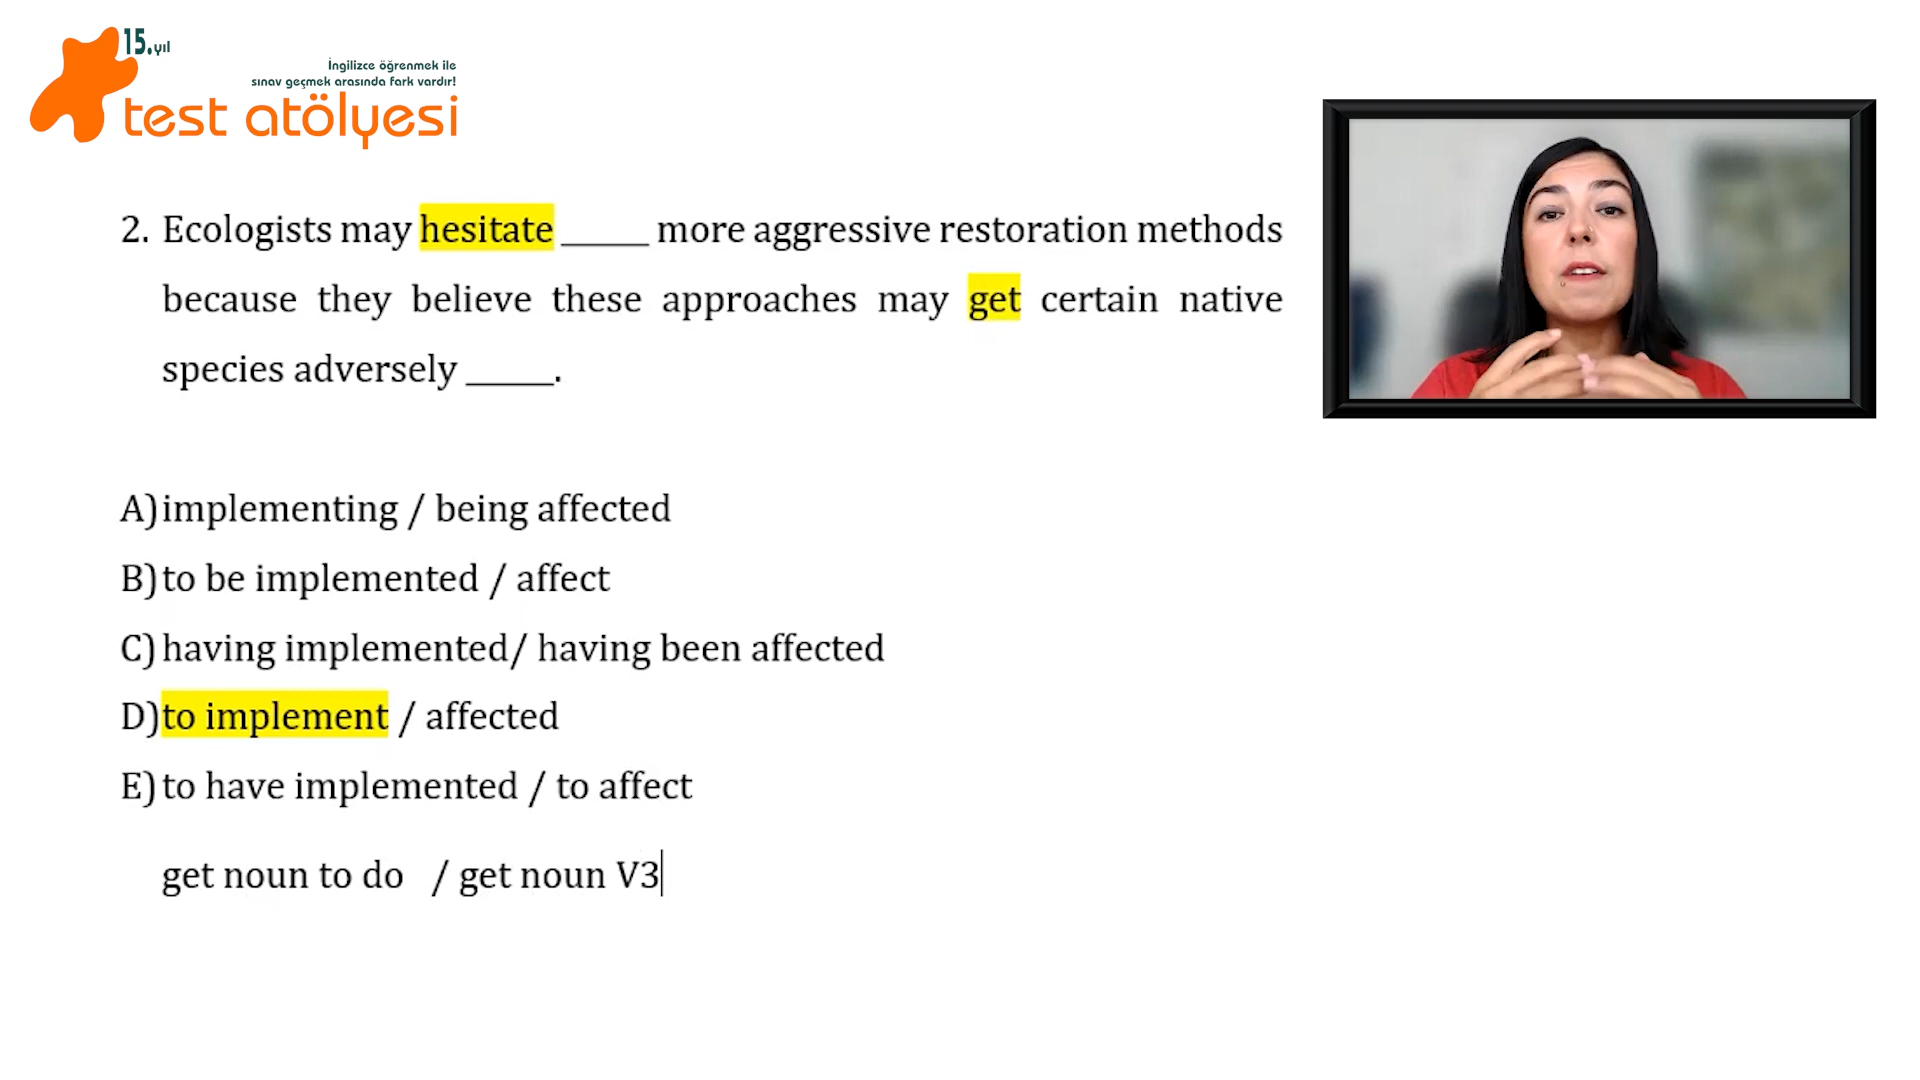 15.yıl
İngilizce öğrenmek ile
sınav geçmek arasında fark vardır!
test atölyesi
2. Ecologists may hesitate _____ more aggressive restoration methods
because they believe these approaches may get certain native
species adversely _____.
A) implementing / being affected
B) to be implemented / affect
C) having implemented/ having been affected
D) to implement / affected
E) to have implemented / to affect
get noun to do / get noun V3